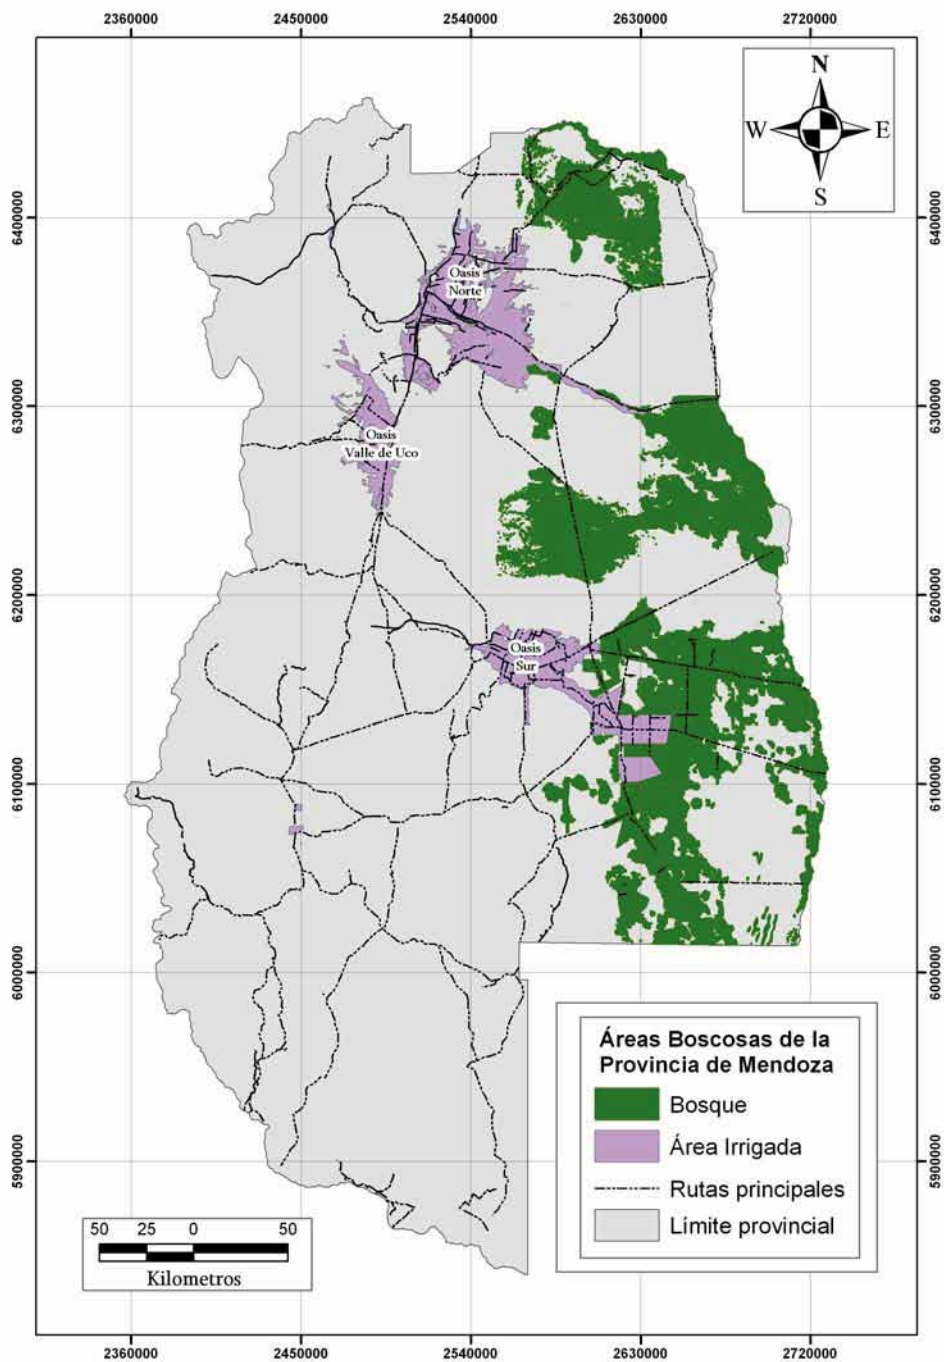 2360000 2450000 2540000 2630000 2720000
N
W E
S
6400000 6400000
Oasis
Norte
6300000 6300000
Oasis
Valle de Uco
6200000 6200000
Oasis
Sur
6100000 6100000
6000000 6000000
Áreas Boscosas de la
Provincia de Mendoza
Bosque
Área Irrigada
5900000 5900000
Rutas principales
Límite provincial
50 25 0 50
Kilometros
2360000 2450000 2540000 2630000 2720000